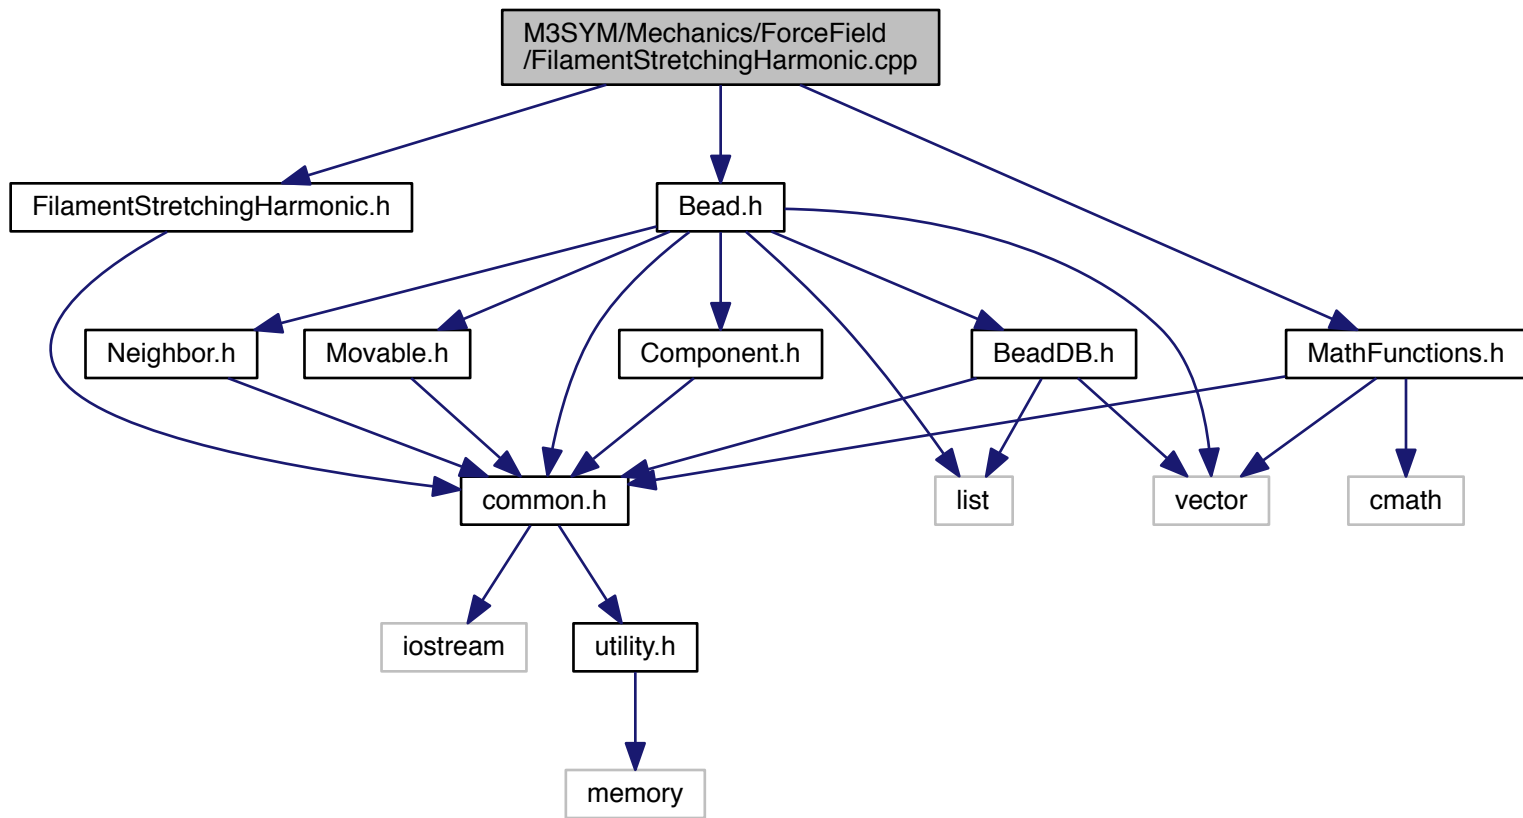 M3SYM/Mechanics/ForceField
/FilamentStretchingHarmonic.cpp
FilamentStretchingHarmonic.h
Bead.h
Neighbor.h
Movable.h
Component.h
BeadDB.h
MathFunctions.h
common.h
list
vector
cmath
iostream
utility.h
memory